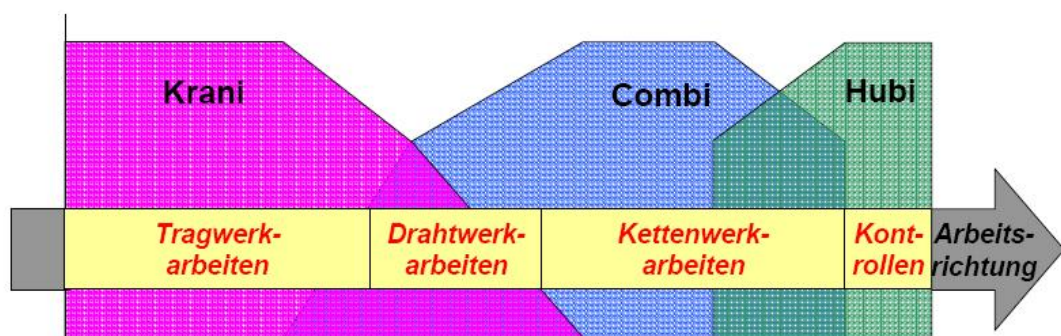 Krani
Combi
Hubi
Tragwerk-
arbeiten
Drahtwerk-
arbeiten
Kettenwerk-
arbeiten
Kont-
rollen
Arbeits-
richtung